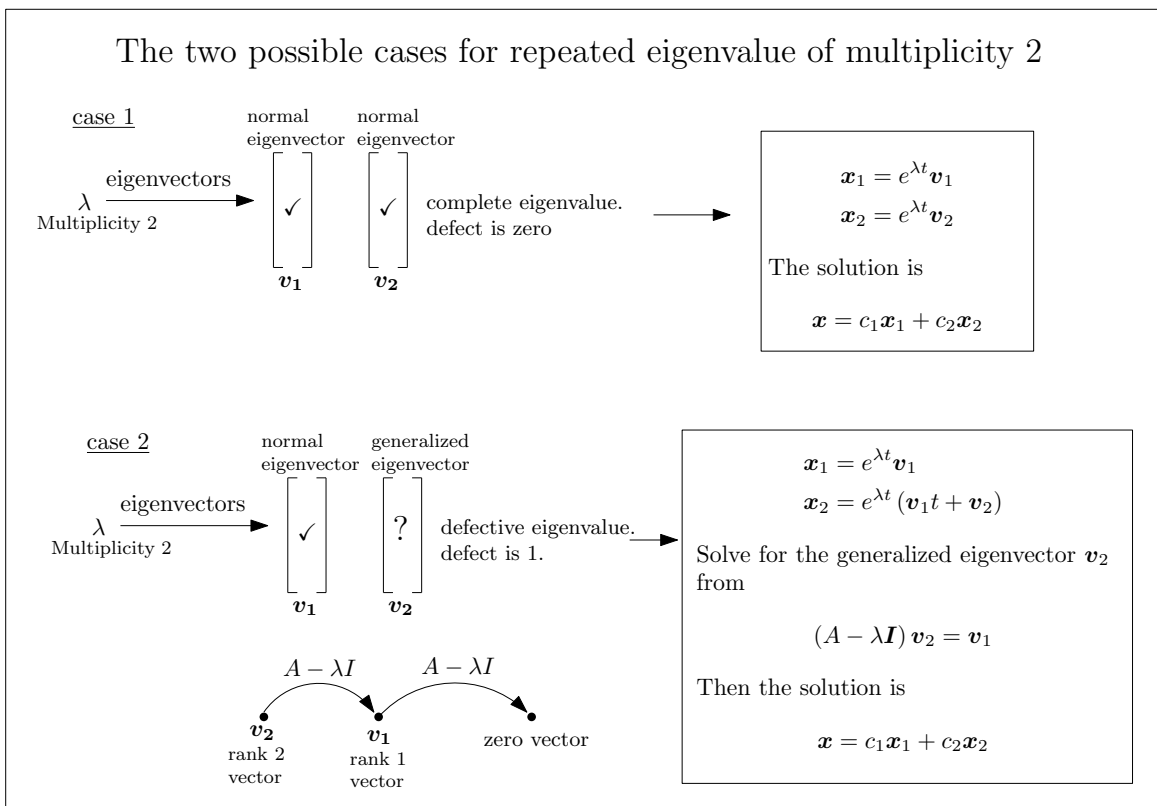 The two possible cases for repeated eigenvalue of multiplicity 2
case 1
normal
eigenvector
normal
eigenvector
λ
Multiplicity 2
eigenvectors
✓
✓
v₁
v₂
complete eigenvalue.
defect is zero
x₁ = e^{λt} v₁
x₂ = e^{λt} v₂
The solution is
x = c₁x₁ + c₂x₂
case 2
normal
eigenvector
generalized
eigenvector
λ
Multiplicity 2
eigenvectors
✓
?
v₁
v₂
defective eigenvalue.
defect is 1.
x₁ = e^{λt} v₁
x₂ = e^{λt} (v₁t + v₂)
Solve for the generalized eigenvector v₂
from
(A − λI) v₂ = v₁
Then the solution is
x = c₁x₁ + c₂x₂
A − λI
A − λI
v₂
rank 2
vector
v₁
rank 1
vector
zero vector